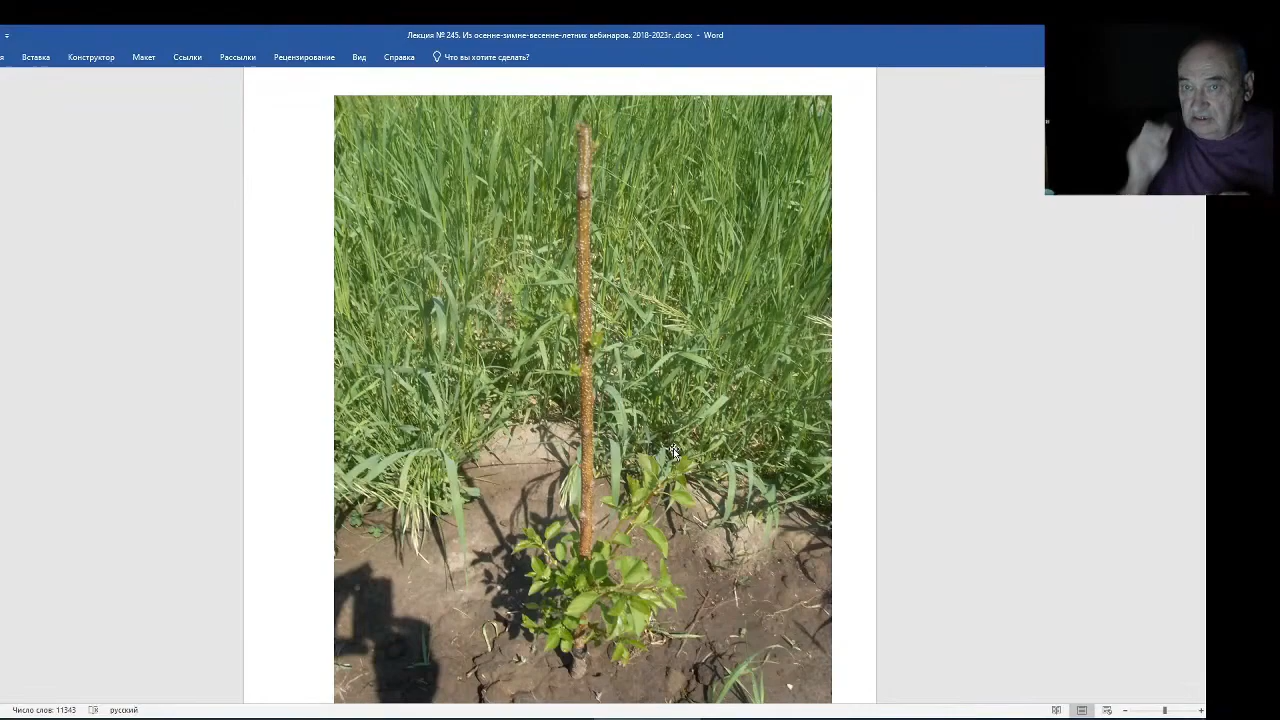 Лекция № 245. Из осенне-зимне-весенне-летних вебинаров. 2018-2023г..docx - Word
Вставка Конструктор Макет Ссылки Рассылки Рецензирование Вид Справка Что вы хотите сделать?
Число слов: 11343 русский